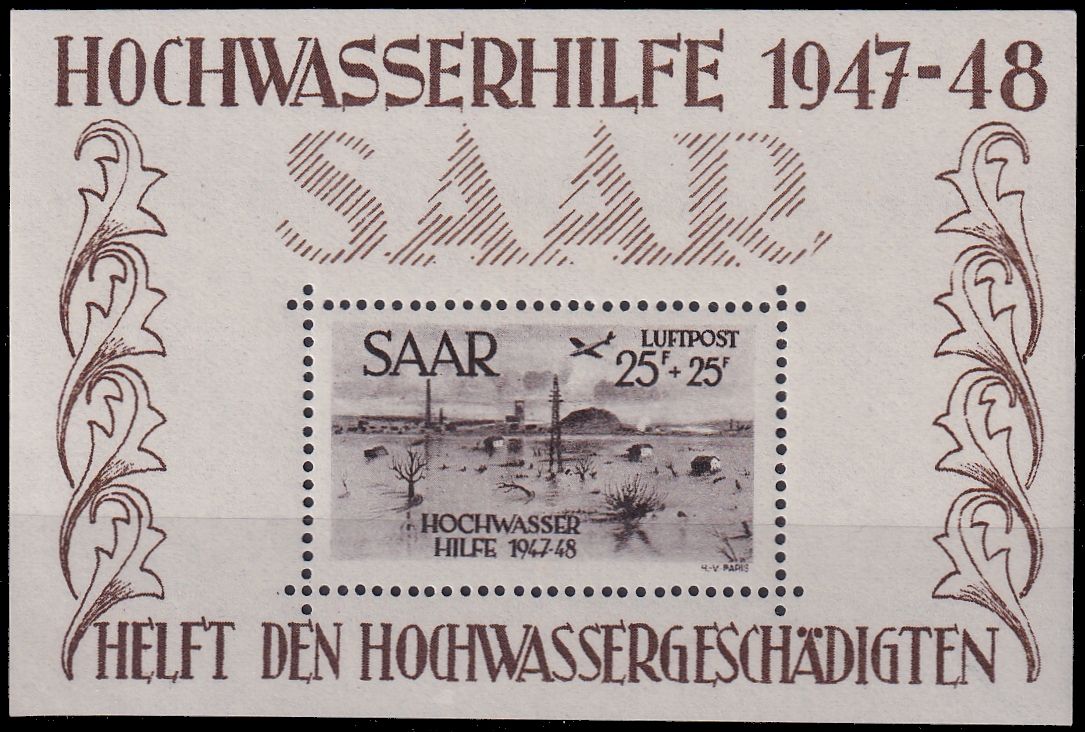 HOCHWASSERHILFE 1947-48
SAAR
SAAR
LUFTPOST
25F + 25F
HOCHWASSER
HILFE 1947-48
H.-V-PARIS
HELFT DEN HOCHWASSERGESCHÄDIGTEN